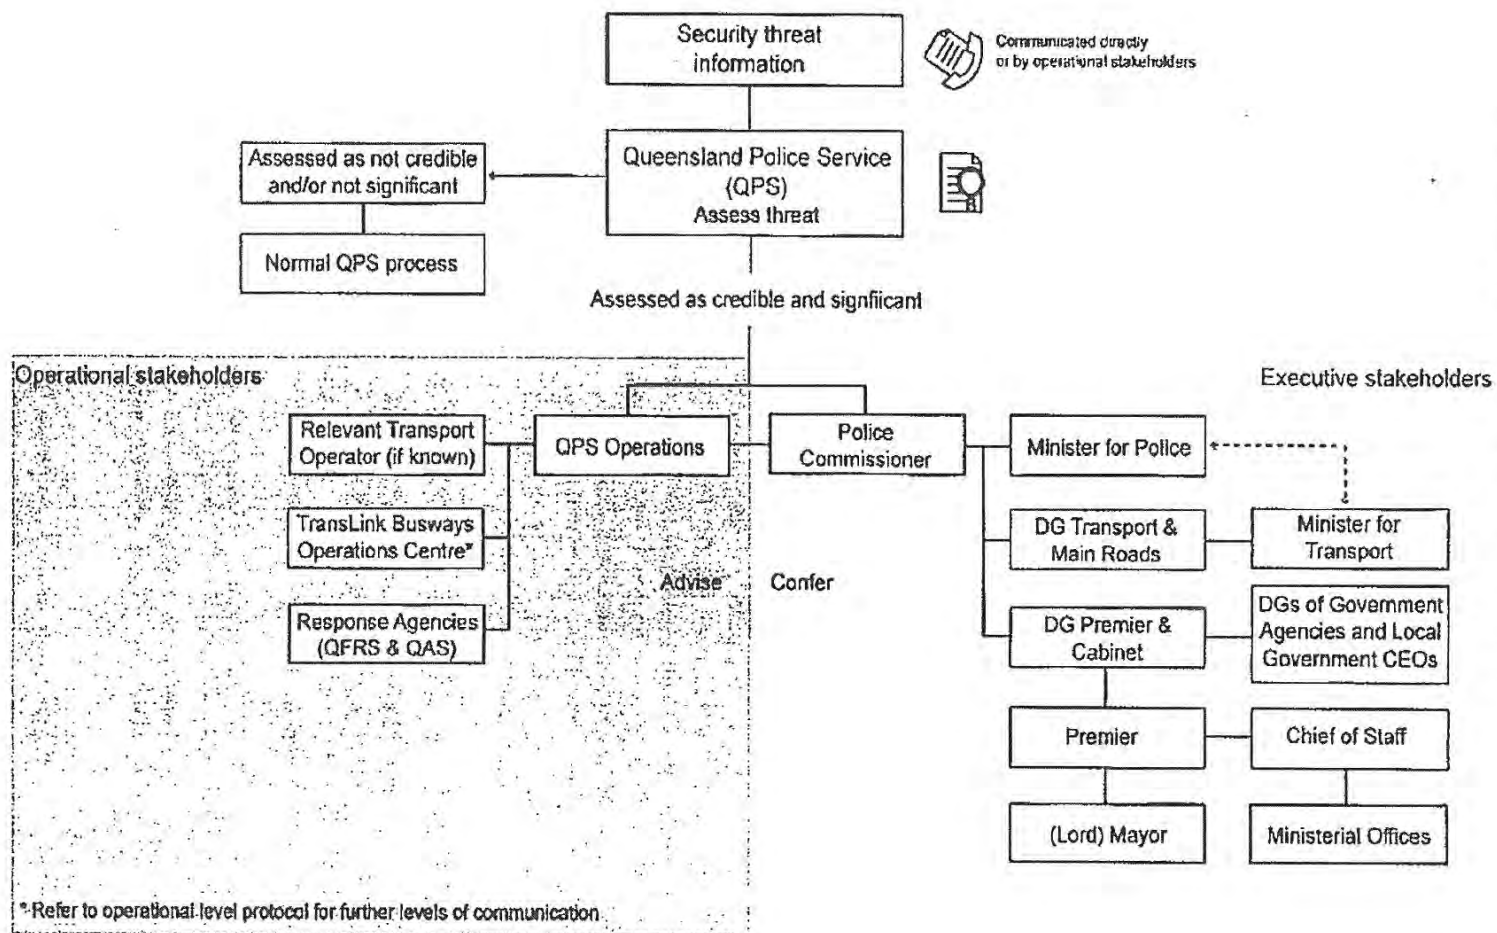 Security threat
information
Communicated directly
or by operational stakeholders
Assessed as not credible
and/or not significant
Queensland Police Service
(QPS)
Assess threat
Normal QPS process
Assessed as credible and signfiicant
Operational stakeholders
Executive stakeholders
Relevant Transport
Operator (if known)
QPS Operations
Police
Commissioner
Minister for Police
TransLink Busways
Operations Centre*
DG Transport &
Main Roads
Minister for
Transport
Advise
Confer
Response Agencies
(QFRS & QAS)
DG Premier &
Cabinet
DGs of Government
Agencies and Local
Government CEOs
Premier
Chief of Staff
(Lord) Mayor
Ministerial Offices
* Refer to operational level protocol for further levels of communication